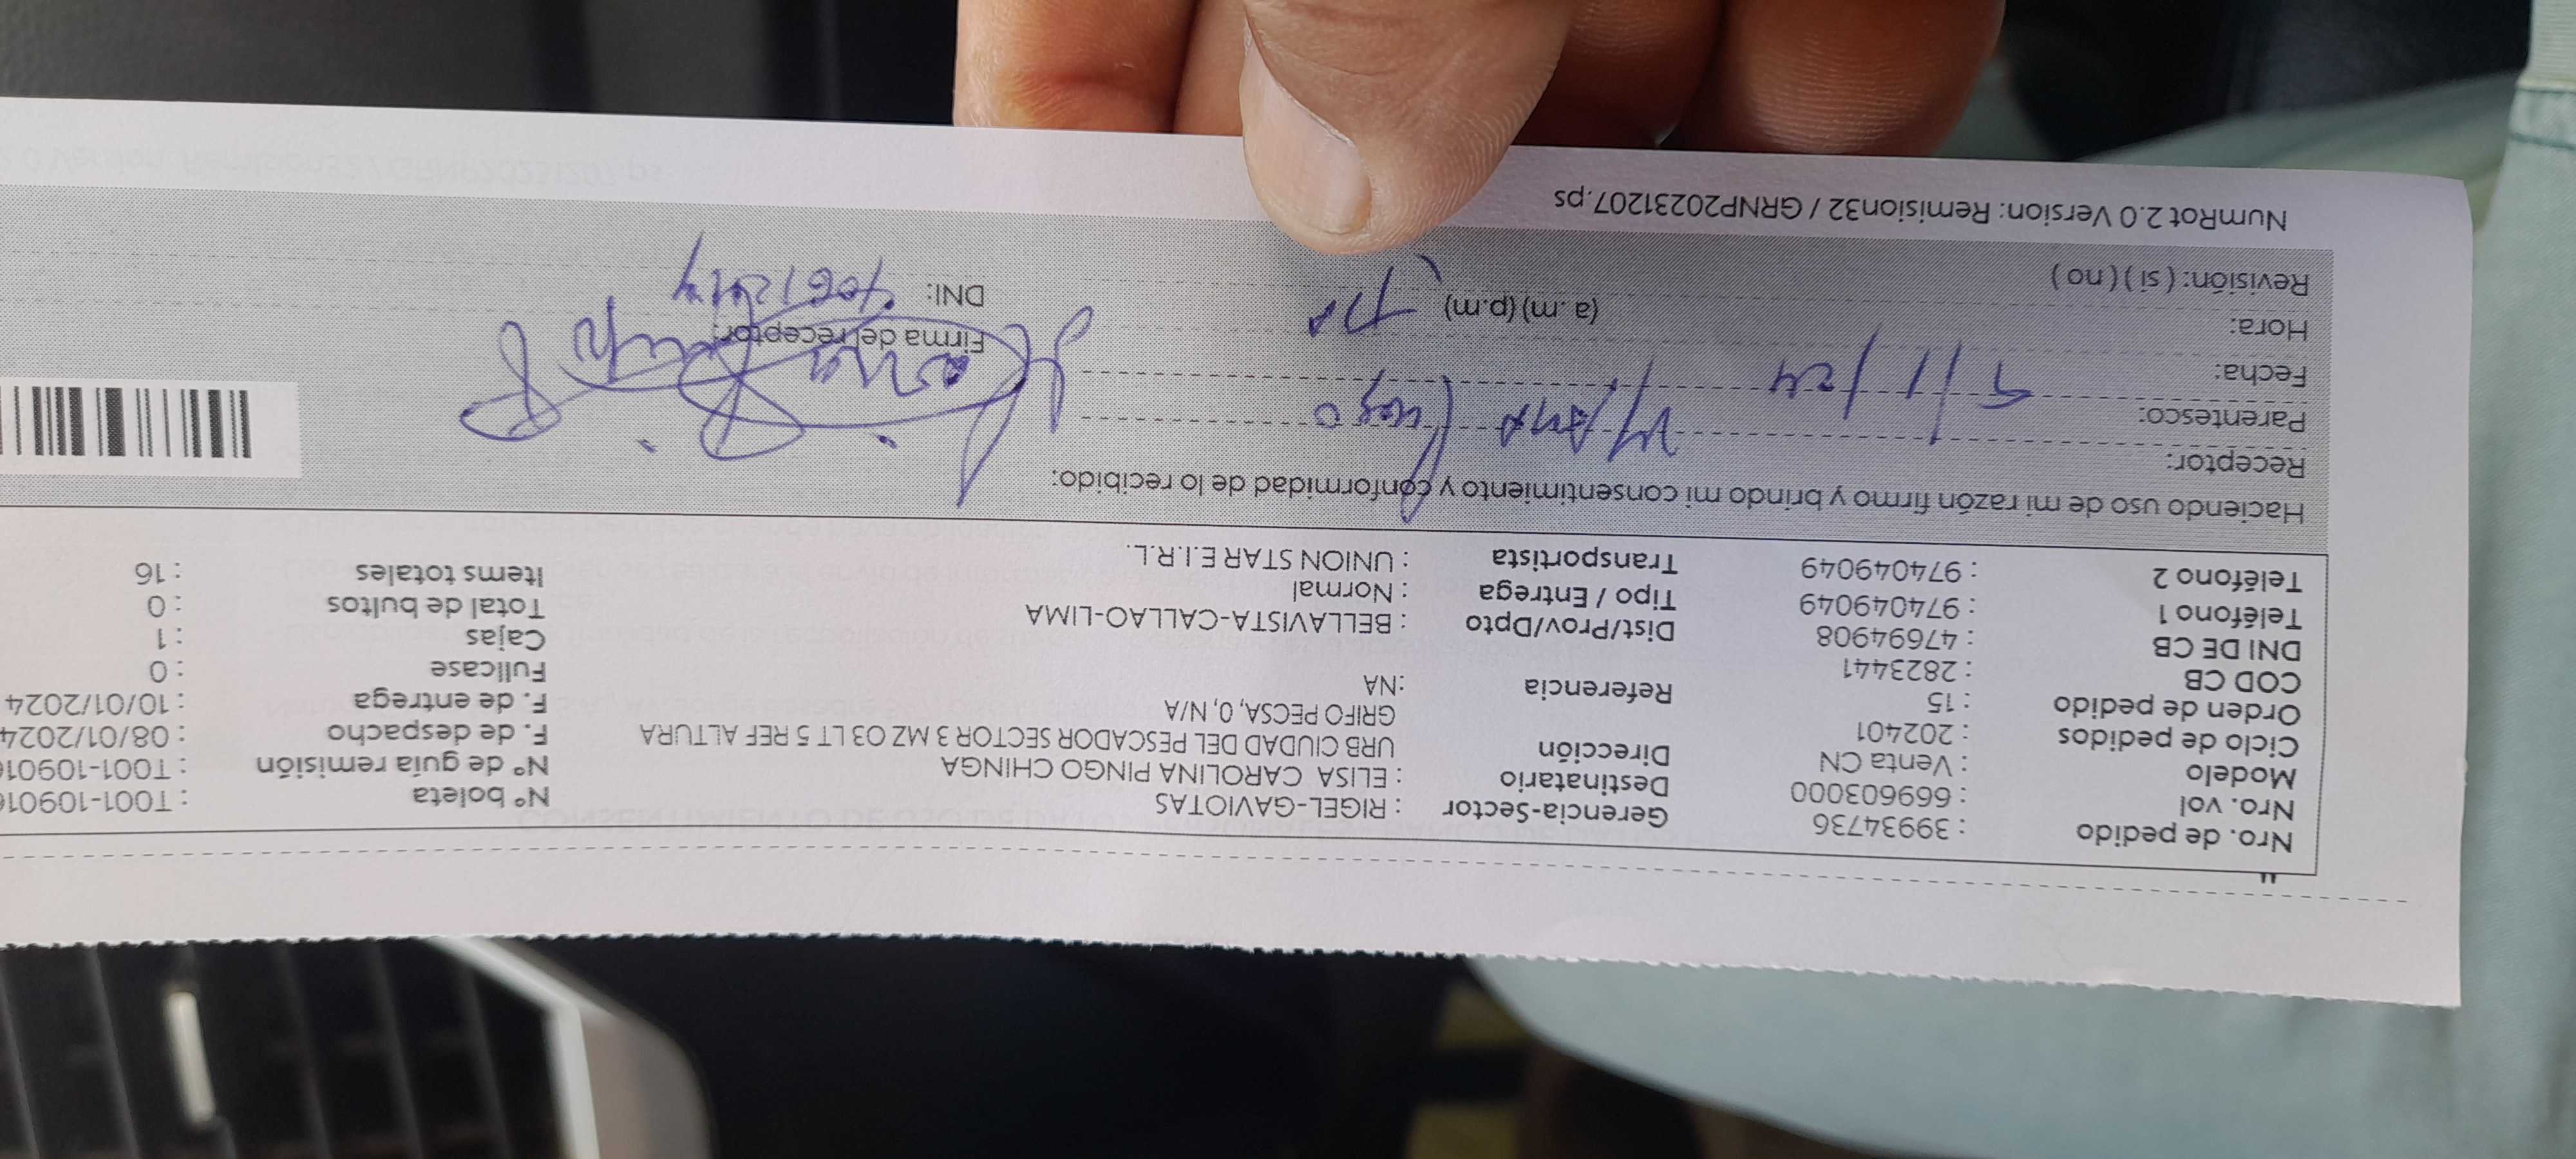 Nro. de pedido : 39934736 Gerencia-Sector : RIGEL-GAVIOTAS Nº boleta : T001-10901
Nro. vol : 669603000 Destinatario : ELISA CAROLINA PINGO CHINGA Nº de guía remisión : T001-10901
Modelo : Venta CN Dirección URB CIUDAD DEL PESCADOR SECTOR 3 MZ O3 LT 5 REF ALTURA F. de despacho : 08/01/2024
Ciclo de pedidos : 202401 GRIFO PECSA, 0, N/A F. de entrega : 10/01/2024
Orden de pedido : 15 Referencia :NA Fullcase : 0
COD CB : 2823441 Dist/Prov/Dpto : BELLAVISTA-CALLAO-LIMA Cajas : 1
DNI DE CB : 47694908 Tipo / Entrega : Normal Total de bultos : 0
Teléfono 1 : 974049049 Transportista : UNION STAR E.I.R.L. Items totales : 16
Teléfono 2 : 974049049
Haciendo uso de mi razón firmo y brindo mi consentimiento y conformidad de lo recibido:
Receptor:
Parentesco:
Fecha: 9/1/24
Firma del receptor:
Hora: (a.m) (p.m)
DNI:
Revisión: ( si ) ( no )
NumRot 2.0 Version: Remision32 / GRNP20231207.ps